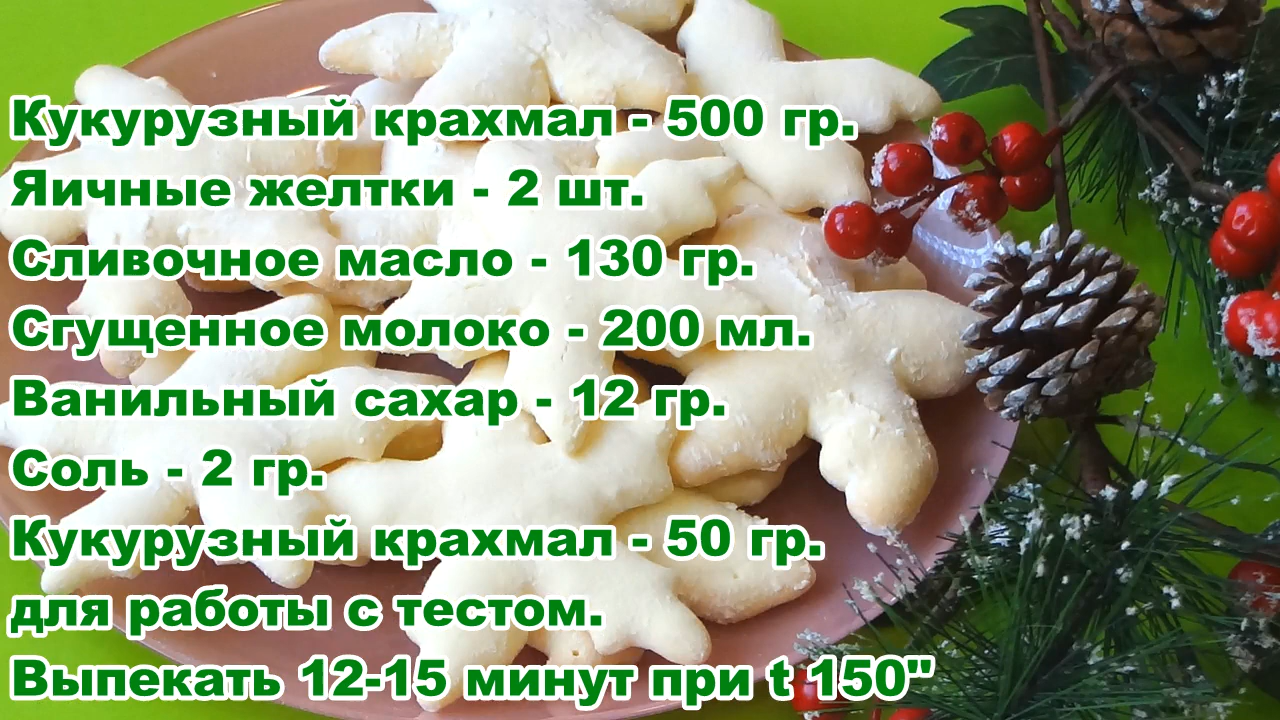 Кукурузный крахмал - 500 гр.
Яичные желтки - 2 шт.
Сливочное масло - 130 гр.
Сгущенное молоко - 200 мл.
Ванильный сахар - 12 гр.
Соль - 2 гр.
Кукурузный крахмал - 50 гр.
для работы с тестом.
Выпекать 12-15 минут при t 150"